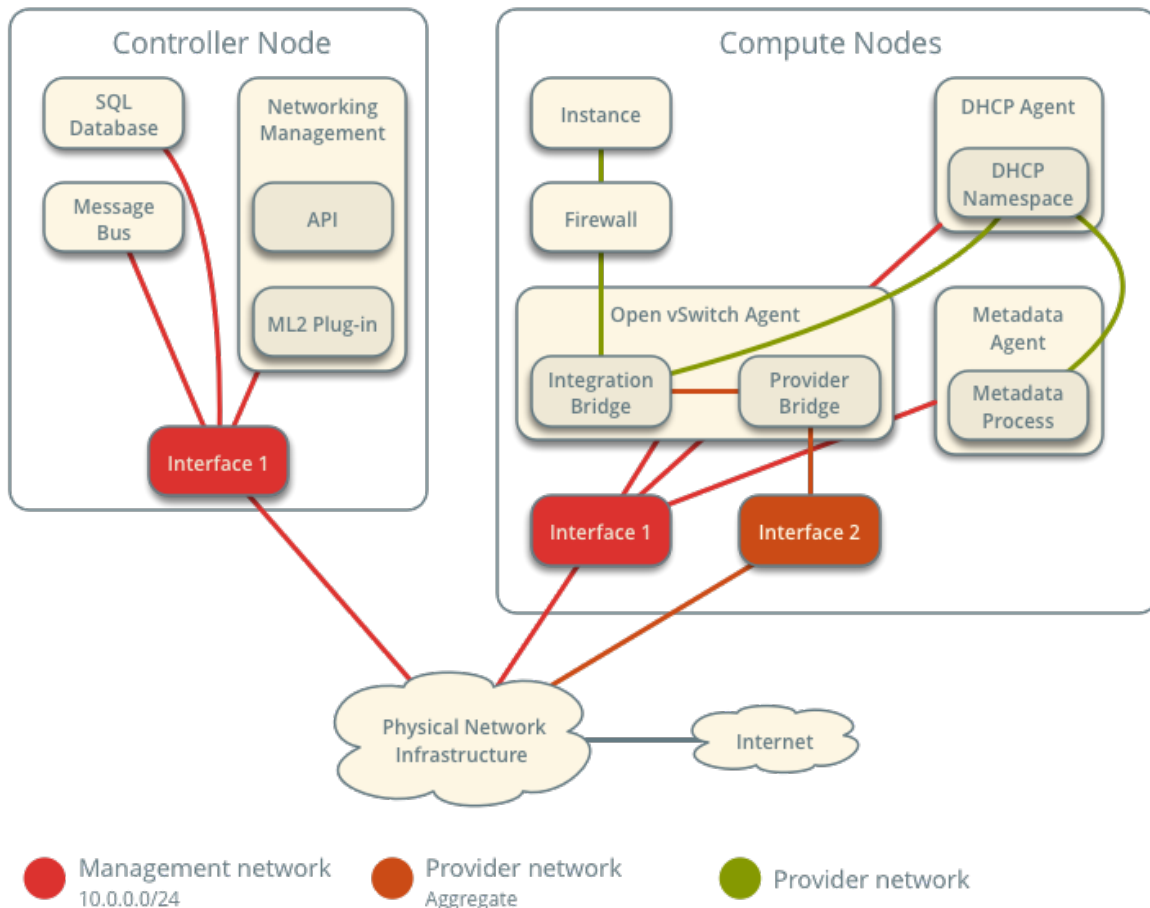 Controller Node
SQL
Database
Networking
Management
Message
Bus
API
ML2 Plug-in
Interface 1
Compute Nodes
Instance
DHCP Agent
DHCP
Namespace
Firewall
Open vSwitch Agent
Metadata
Agent
Integration
Bridge
Provider
Bridge
Metadata
Process
Interface 1
Interface 2
Physical Network
Infrastructure
Internet
Management network
10.0.0.0/24
Provider network
Aggregate
Provider network